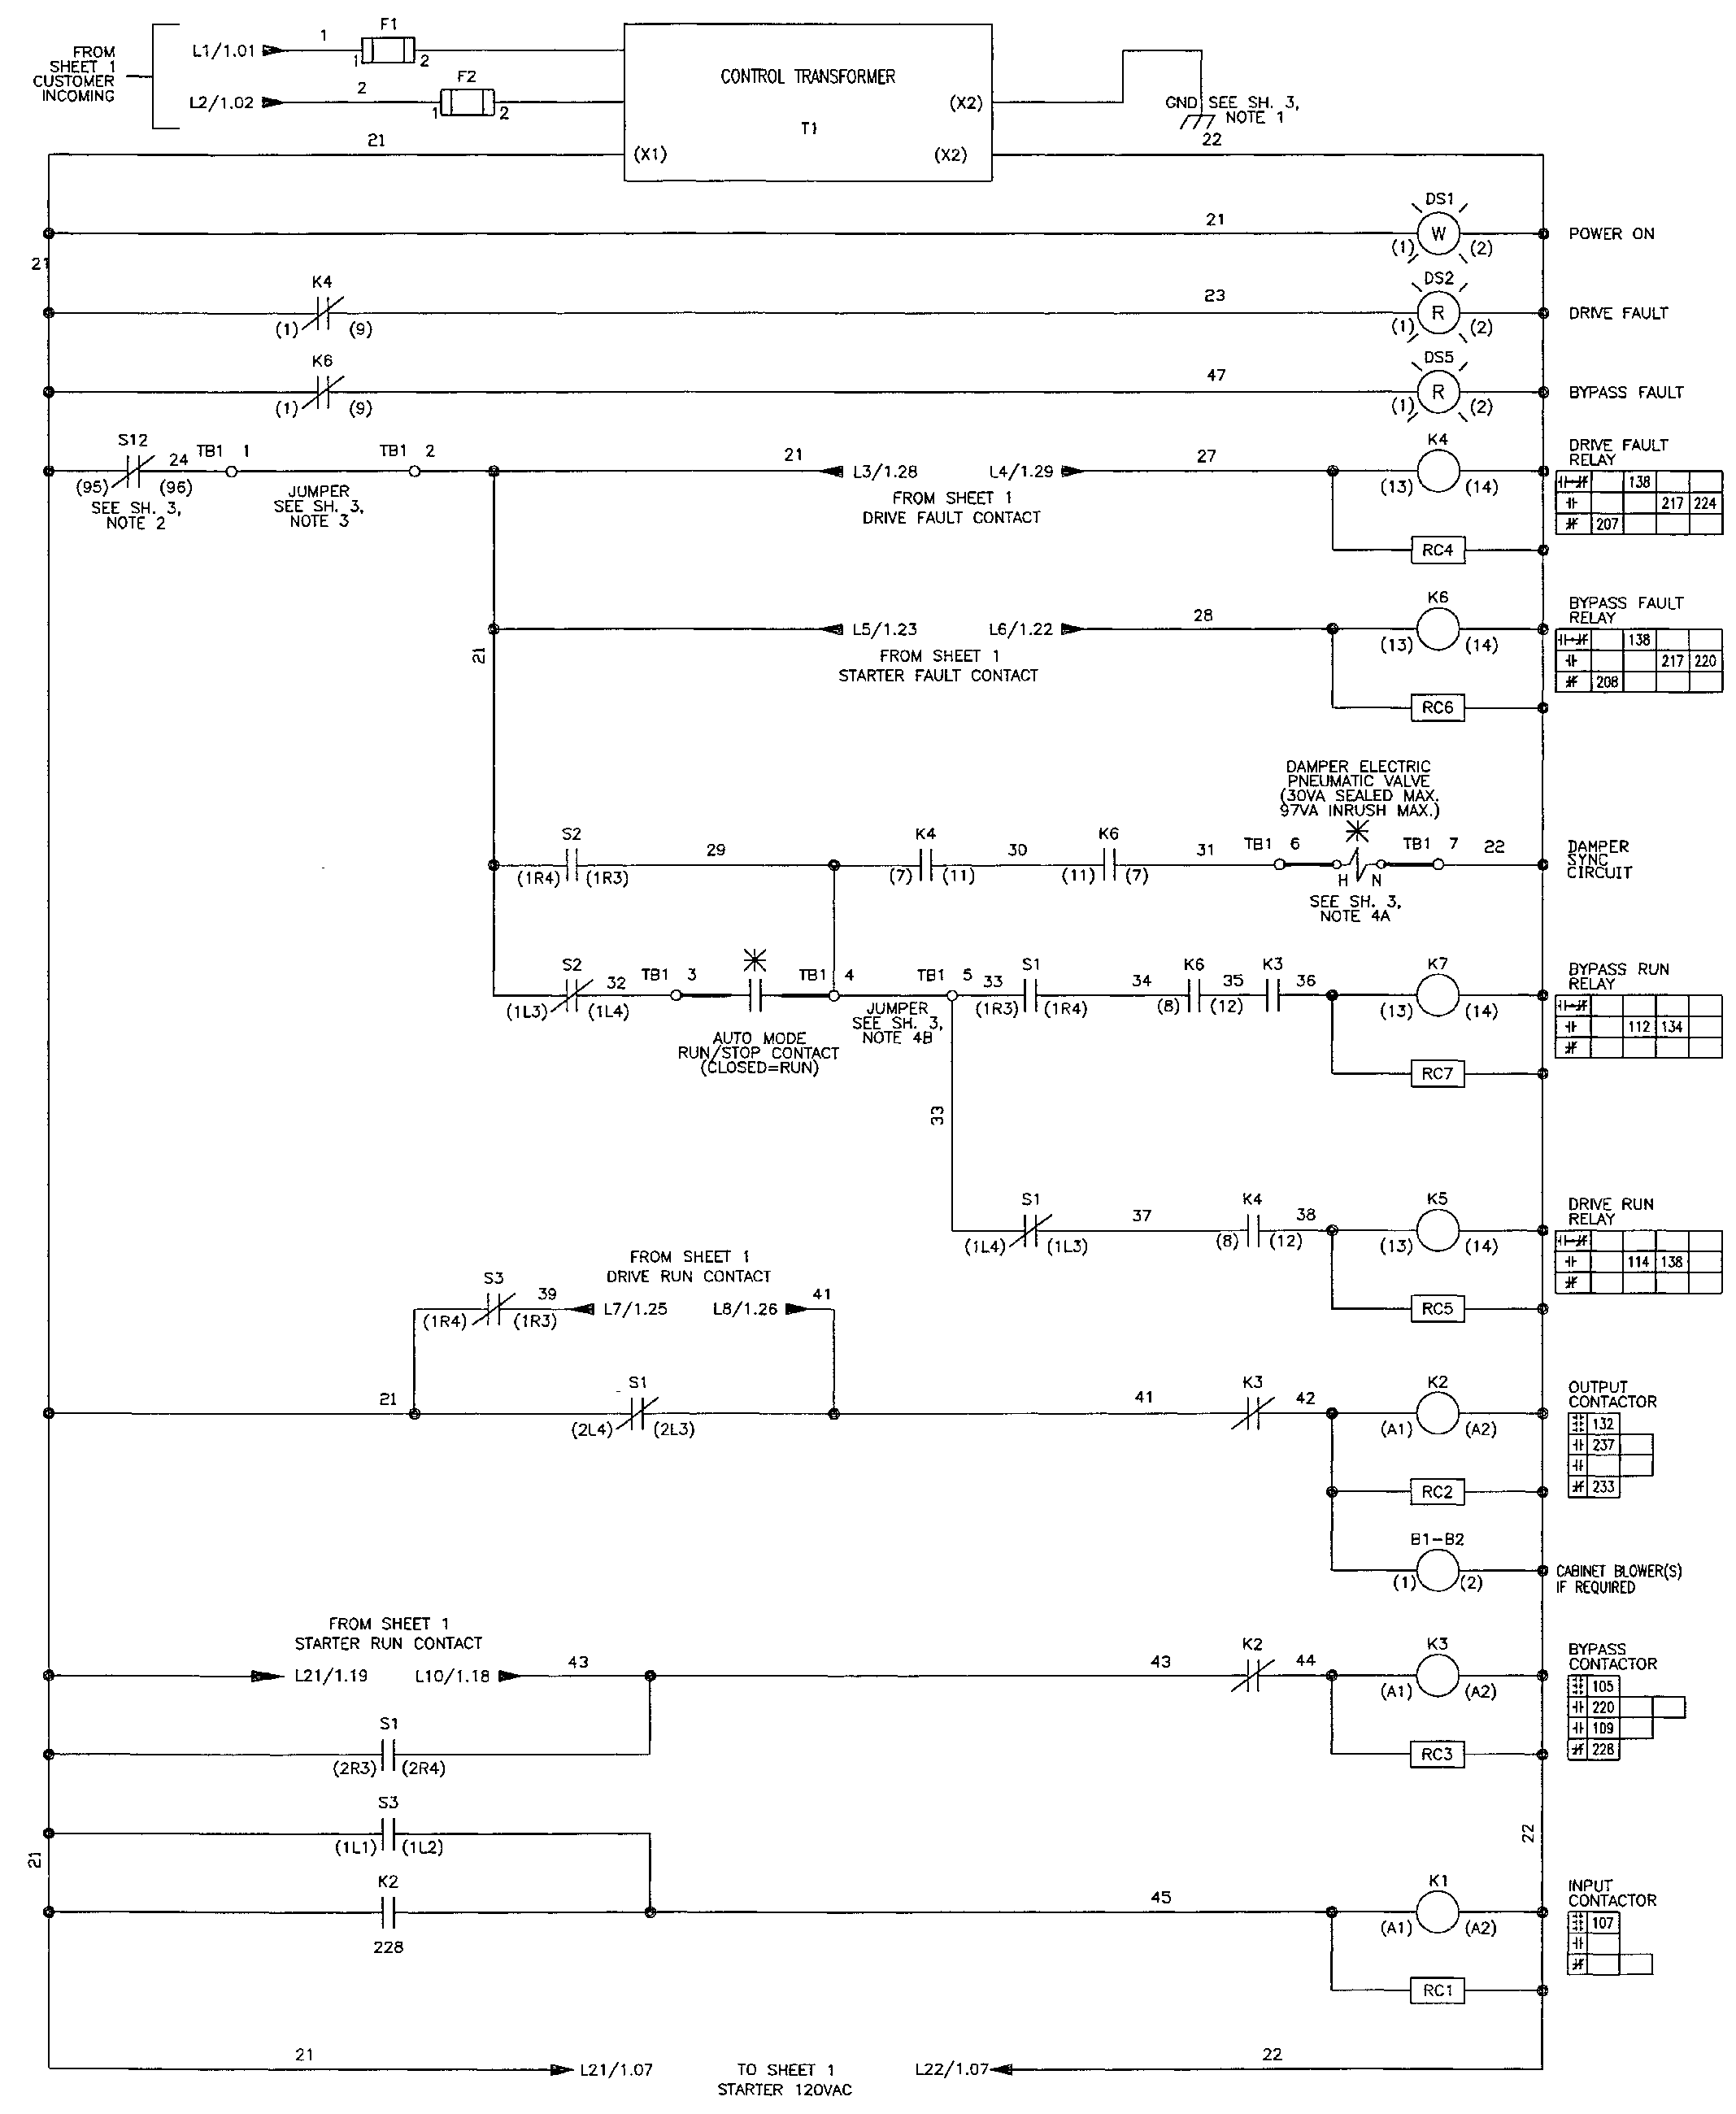 FROM
SHEET 1
CUSTOMER
INCOMING
L1/1.01
1
F1
1
2
L2/1.02
2
F2
1
2
CONTROL TRANSFORMER
T1
(X2)
(X1)
(X2)
GND SEE SH. 3,
NOTE 1
21
22
21
21
DS1
W
(1)
(2)
POWER ON
K4
(1)
(9)
23
DS2
R
(1)
(2)
DRIVE FAULT
K6
(1)
(9)
47
DS5
R
(1)
(2)
BYPASS FAULT
S12
24
(95)
(96)
SEE SH. 3,
NOTE 2
TB1 1
TB1 2
JUMPER
SEE SH. 3,
NOTE 3
21
L3/1.28
L4/1.29
FROM SHEET 1
DRIVE FAULT CONTACT
27
K4
(13)
(14)
DRIVE FAULT
RELAY
138
217 224
207
RC4
L5/1.23
L6/1.22
FROM SHEET 1
STARTER FAULT CONTACT
28
K6
(13)
(14)
BYPASS FAULT
RELAY
138
217 220
208
RC6
21
DAMPER ELECTRIC
PNEUMATIC VALVE
(30VA SEALED MAX.
97VA INRUSH MAX.)
S2
(1R4)
(1R3)
29
K4
(7)
(11)
30
K6
(11)
(7)
31
TB1 6
TB1 7
22
H N
SEE SH. 3,
NOTE 4A
DAMPER
SYNC
CIRCUIT
S2
32
(1L3)
(1L4)
TB1 3
TB1 4
AUTO MODE
RUN/STOP CONTACT
(CLOSED=RUN)
TB1 5
JUMPER
SEE SH. 3,
NOTE 4B
33
S1
(1R3)
(1R4)
34
K6
(8)
(12)
35
K3
36
K7
(13)
(14)
BYPASS RUN
RELAY
112 134
RC7
33
S1
(1L4)
(1L3)
37
K4
(8)
(12)
38
K5
(13)
(14)
DRIVE RUN
RELAY
114 138
RC5
FROM SHEET 1
DRIVE RUN CONTACT
S3
39
(1R4)
(1R3)
L7/1.25
L8/1.26
41
21
S1
(2L4)
(2L3)
41
K3
42
K2
(A1)
(A2)
OUTPUT
CONTACTOR
132
237
233
RC2
B1-B2
(1)
(2)
CABINET BLOWER(S)
IF REQUIRED
FROM SHEET 1
STARTER RUN CONTACT
L21/1.19
L10/1.18
43
43
K2
44
K3
(A1)
(A2)
BYPASS
CONTACTOR
105
220
109
228
S1
(2R3)
(2R4)
RC3
S3
(1L1)
(1L2)
21
22
K2
228
45
K1
(A1)
(A2)
INPUT
CONTACTOR
107
RC1
21
L21/1.07
TO SHEET 1
STARTER 120VAC
L22/1.07
22